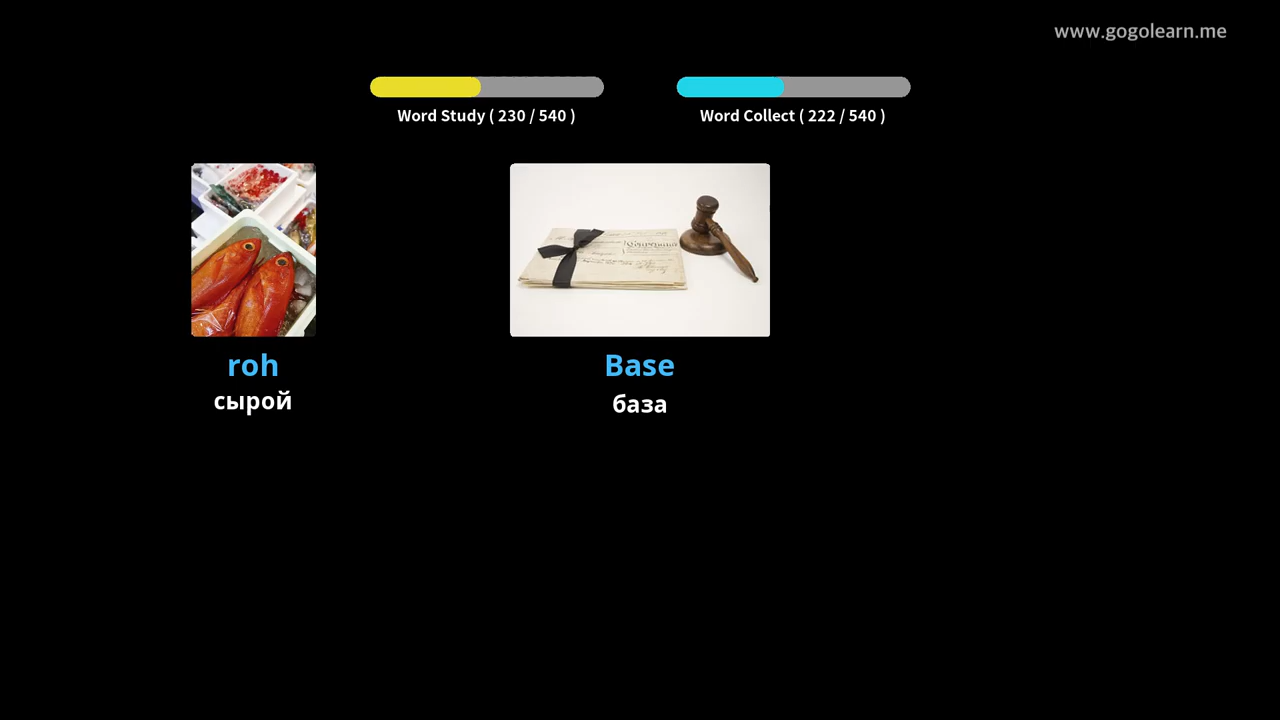 www.gogolearn.me
Word Study ( 230 / 540 )
Word Collect ( 222 / 540 )
roh
сырой
Base
база